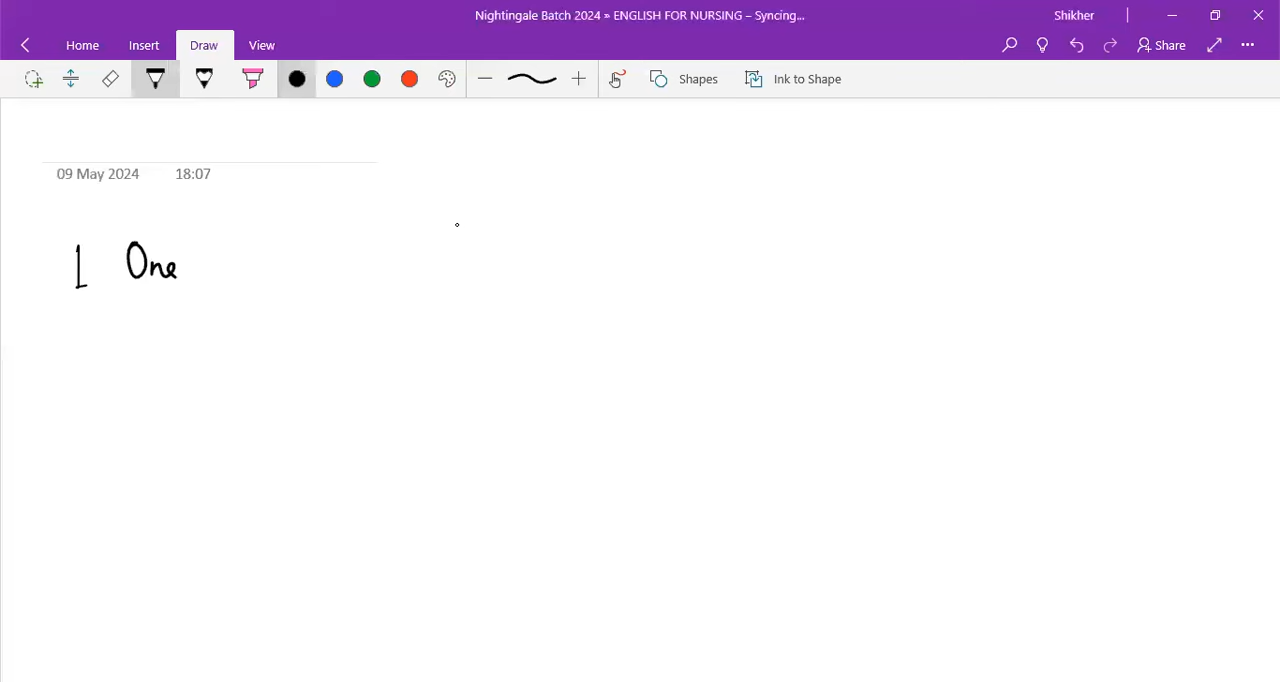 Nightingale Batch 2024 » ENGLISH FOR NURSING – Syncing...
Shikher
Home Insert Draw View
Share
Shapes Ink to Shape
09 May 2024 18:07
1 One